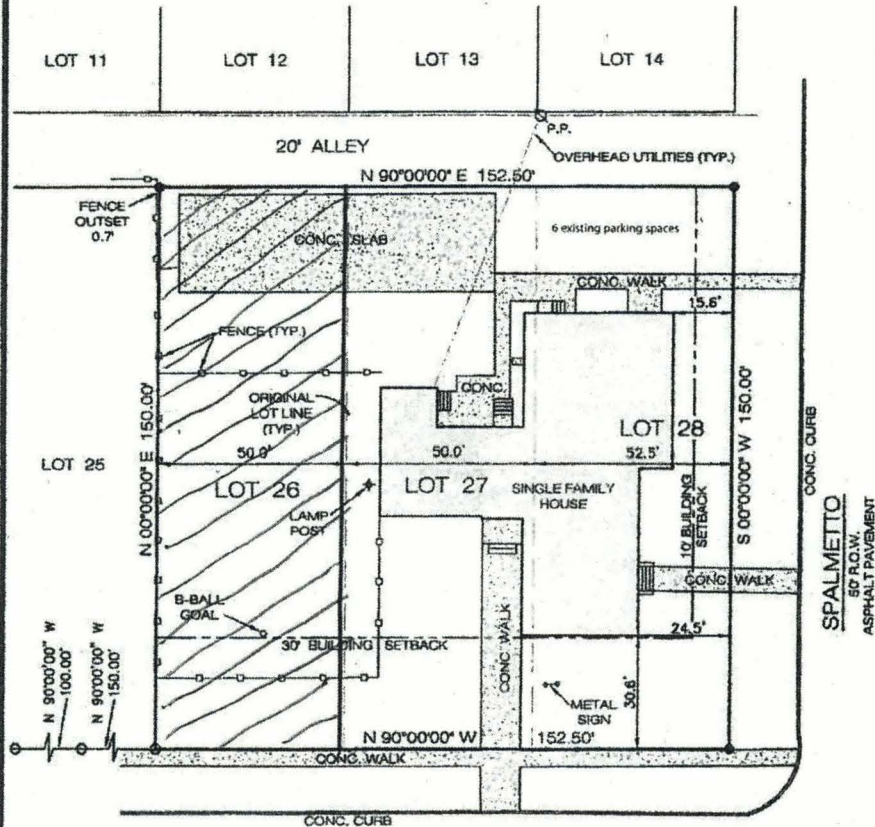 LOT 11
LOT 12
LOT 13
LOT 14
P.P.
20' ALLEY
OVERHEAD UTILITIES (TYP.)
N 90°00'00" E 152.50'
FENCE
OUTSET
0.7'
CONC. SLAB
6 existing parking spaces
CONC. WALK
15.6'
FENCE (TYP.)
CONC.
ORIGINAL
LOT LINE
(TYP.)
N 00°00'00" E 150.00'
LOT 28
S 00°00'00" W 150.00'
CONC. CURB
50.0'
50.0'
52.5'
LOT 25
LOT 26
LOT 27
SINGLE FAMILY
HOUSE
LAMP
POST
10' BUILDING
SETBACK
SPALMETTO
50' R.O.W.
ASPHALT PAVEMENT
CONC. WALK
B-BALL
GOAL
24.5'
30' BUILDING SETBACK
CONC. WALK
N 90°00'00" W
100.00'
N 90°00'00" W
150.00'
30.6'
METAL
SIGN
N 90°00'00" W 152.50'
CONC. WALK
CONC. CURB